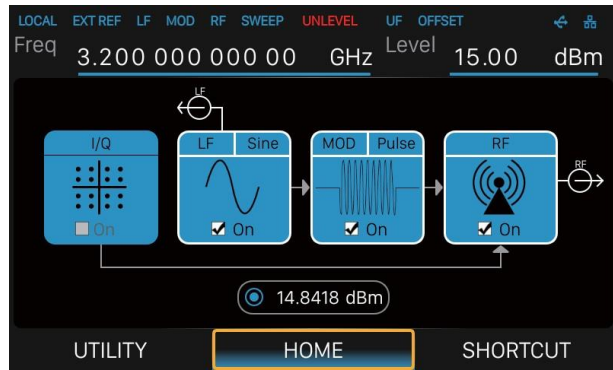 LOCAL EXT REF LF MOD RF SWEEP UNLEVEL UF OFFSET
Freq 3.200 000 000 00 GHz Level 15.00 dBm
LF
I/Q
LF Sine
MOD Pulse
RF
RF
On
On
On
On
14.8418 dBm
UTILITY HOME SHORTCUT